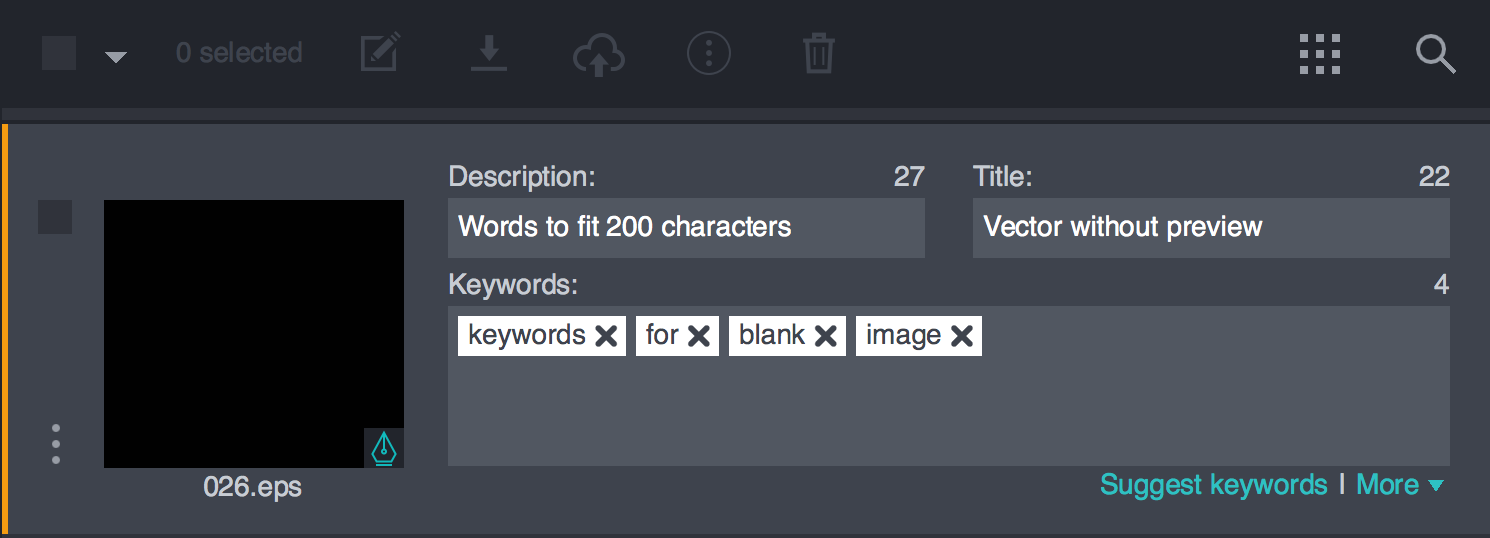 0 selected
Description: 27
Title: 22
Words to fit 200 characters
Vector without preview
Keywords: 4
keywords for blank image
026.eps
Suggest keywords | More